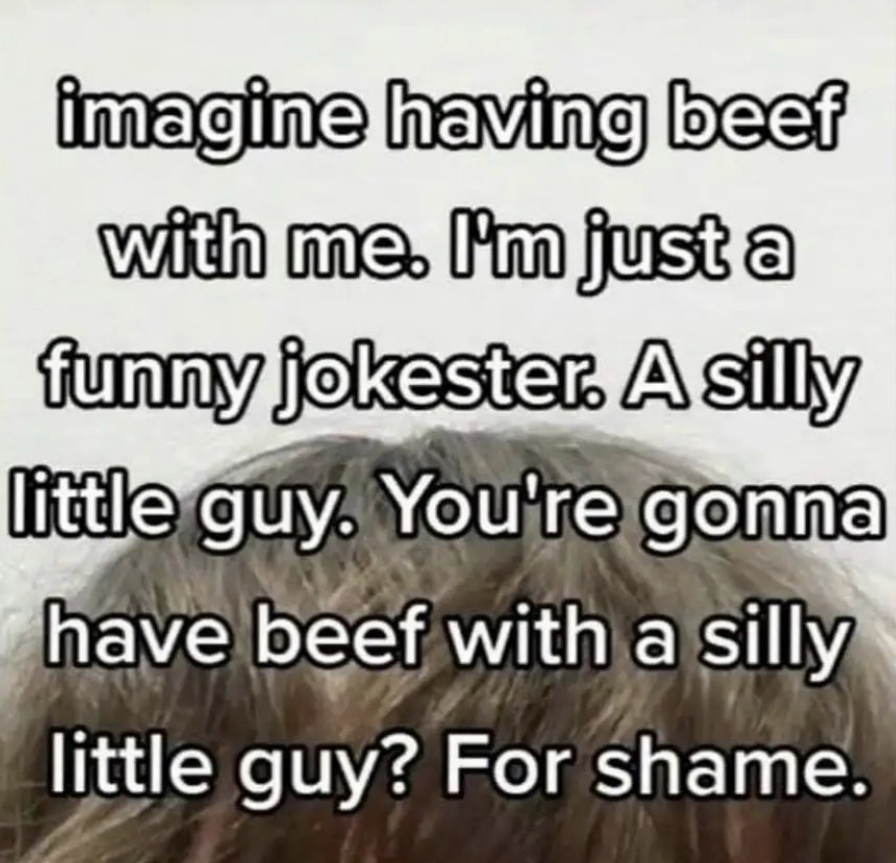 imagine having beef
with me. I'm just a
funny jokester. A silly
little guy. You're gonna
have beef with a silly
little guy? For shame.